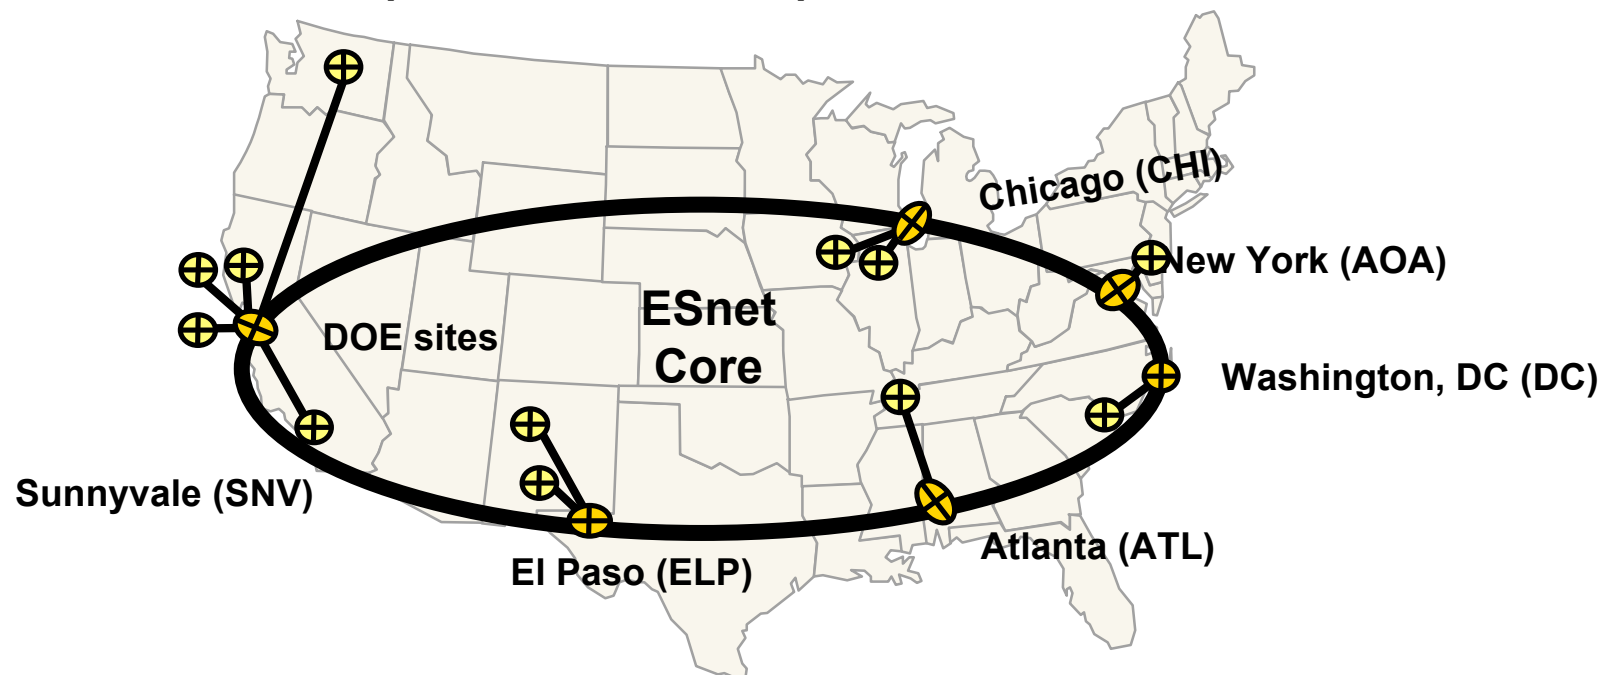 Chicago (CHI)
New York (AOA)
ESnet
Core
DOE sites
Washington, DC (DC)
Sunnyvale (SNV)
Atlanta (ATL)
El Paso (ELP)